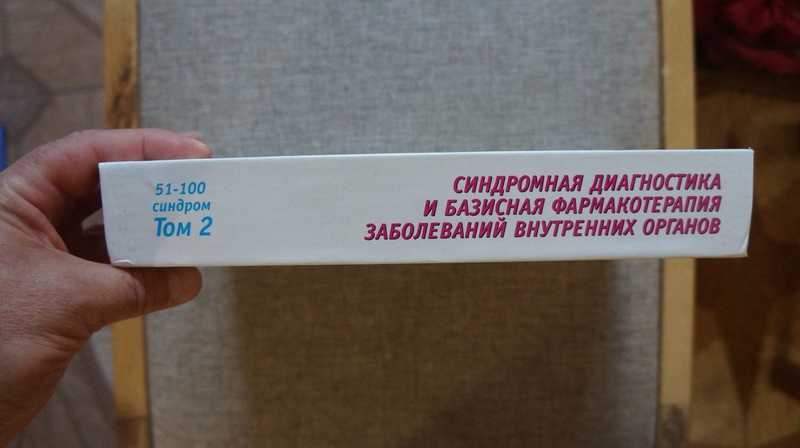 51-100
синдром
Том 2
СИНДРОМНАЯ ДИАГНОСТИКА
И БАЗИСНАЯ ФАРМАКОТЕРАПИЯ
ЗАБОЛЕВАНИЙ ВНУТРЕННИХ ОРГАНОВ